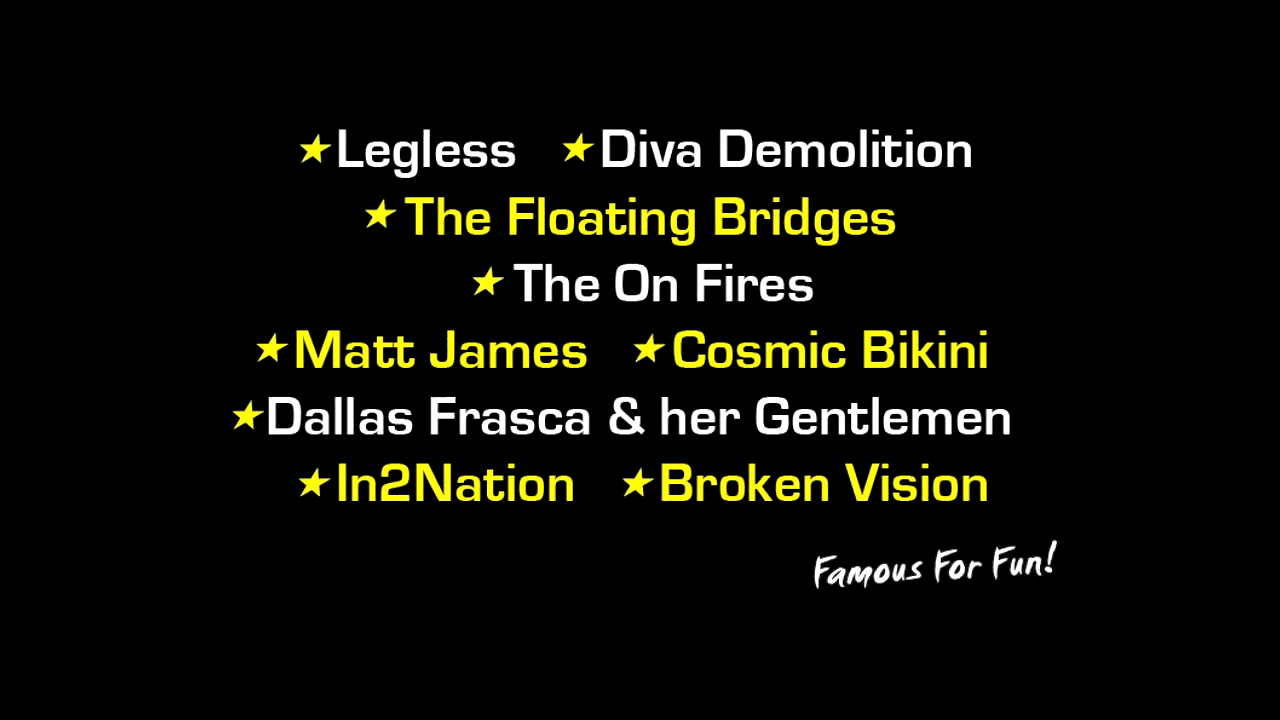 ★Legless ★Diva Demolition
★The Floating Bridges
★The On Fires
★Matt James ★Cosmic Bikini
★Dallas Frasca & her Gentlemen
★In2Nation ★Broken Vision
Famous For Fun!